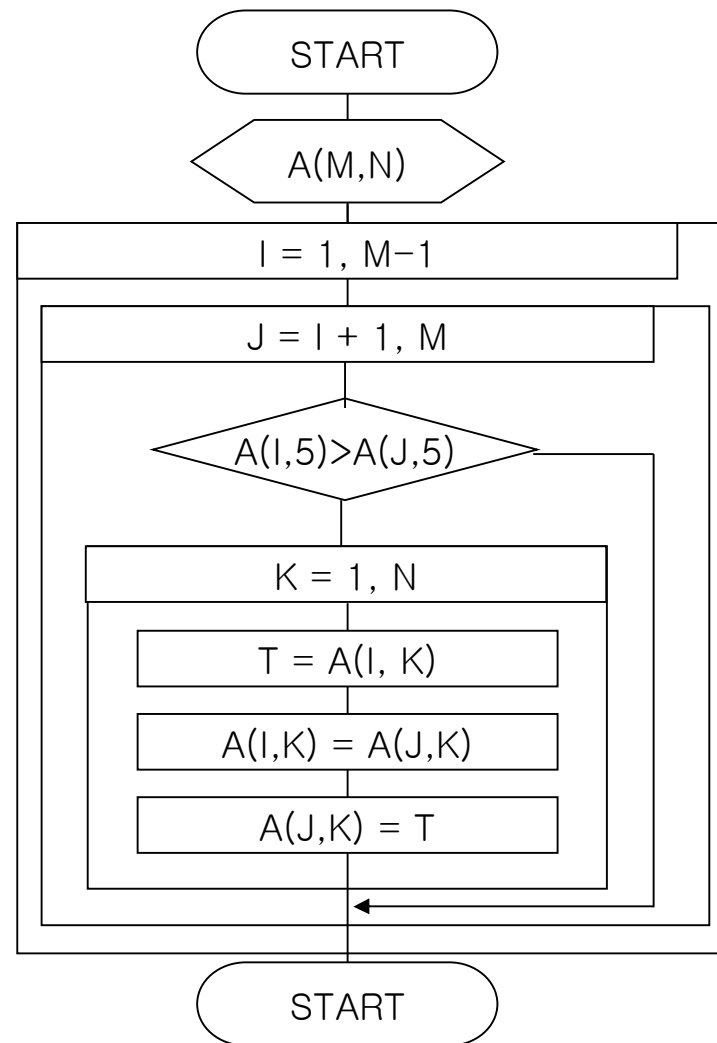 START
A(M,N)
I = 1, M-1
J = I + 1, M
A(I,5)>A(J,5)
K = 1, N
T = A(I, K)
A(I,K) = A(J,K)
A(J,K) = T
START